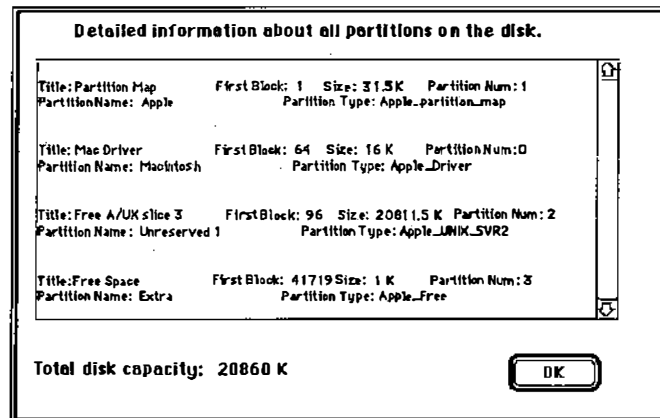 Detailed information about all partitions on the disk.
Title: Partition Map First Block: 1 Size: 31.5K Partition Num: 1
Partition Name: Apple Partition Type: Apple_partition_map
Title: Mac Driver First Block: 64 Size: 16 K Partition Num: 0
Partition Name: Macintosh Partition Type: Apple_Driver
Title: Free A/UX slice 3 First Block: 96 Size: 20811.5 K Partition Num: 2
Partition Name: Unreserved 1 Partition Type: Apple_UNIX_SVR2
Title: Free Space First Block: 41719 Size: 1 K Partition Num: 3
Partition Name: Extra Partition Type: Apple_Free
Total disk capacity: 20860 K
OK